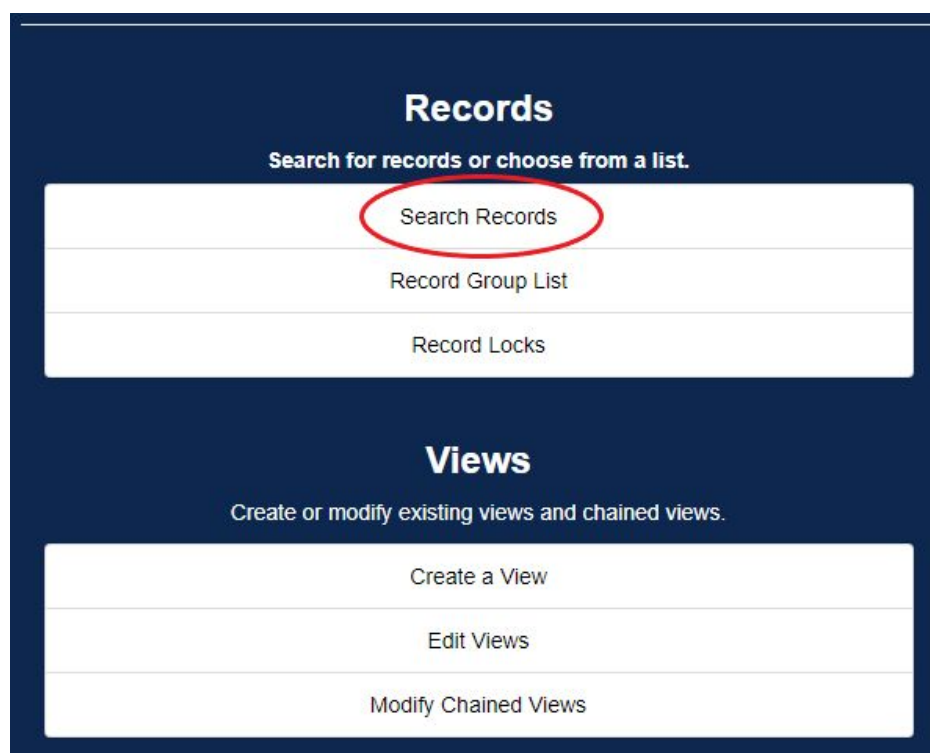 Records
Search for records or choose from a list.
Search Records
Record Group List
Record Locks
Views
Create or modify existing views and chained views.
Create a View
Edit Views
Modify Chained Views